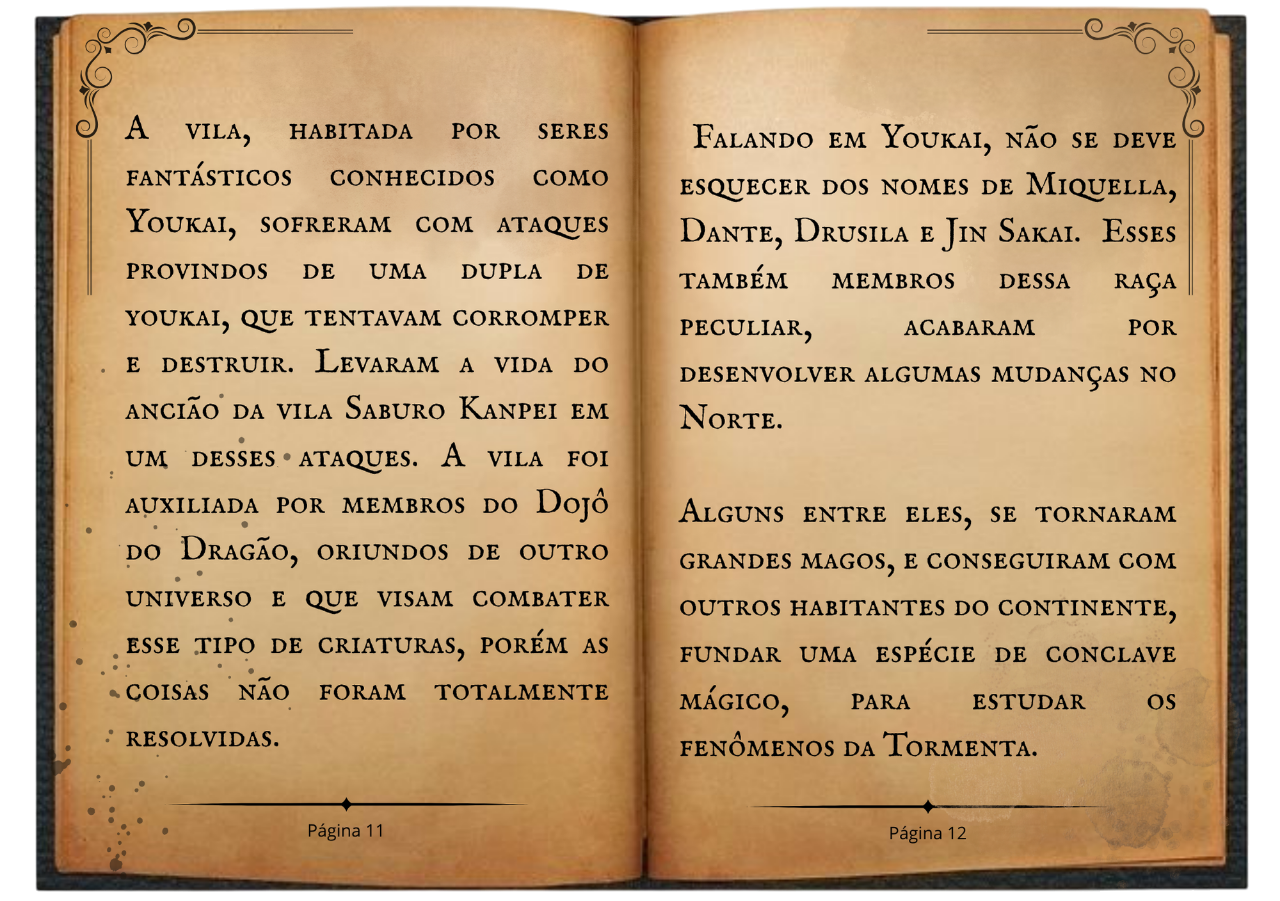 A vila, habitada por seres
fantásticos conhecidos como
Youkai, sofreram com ataques
provindos de uma dupla de
youkai, que tentavam corromper
e destruir. Levaram a vida do
ancião da vila Saburo Kanpei em
um desses ataques. A vila foi
auxiliada por membros do Dojô
do Dragão, oriundos de outro
universo e que visam combater
esse tipo de criaturas, porém as
coisas não foram totalmente
resolvidas.
Página 11
Falando em Youkai, não se deve
esquecer dos nomes de Miquella,
Dante, Drusila e Jin Sakai. Esses
também membros dessa raça
peculiar, acabaram por
desenvolver algumas mudanças no
Norte.
Alguns entre eles, se tornaram
grandes magos, e conseguiram com
outros habitantes do continente,
fundar uma espécie de conclave
mágico, para estudar os
fenômenos da Tormenta.
Página 12